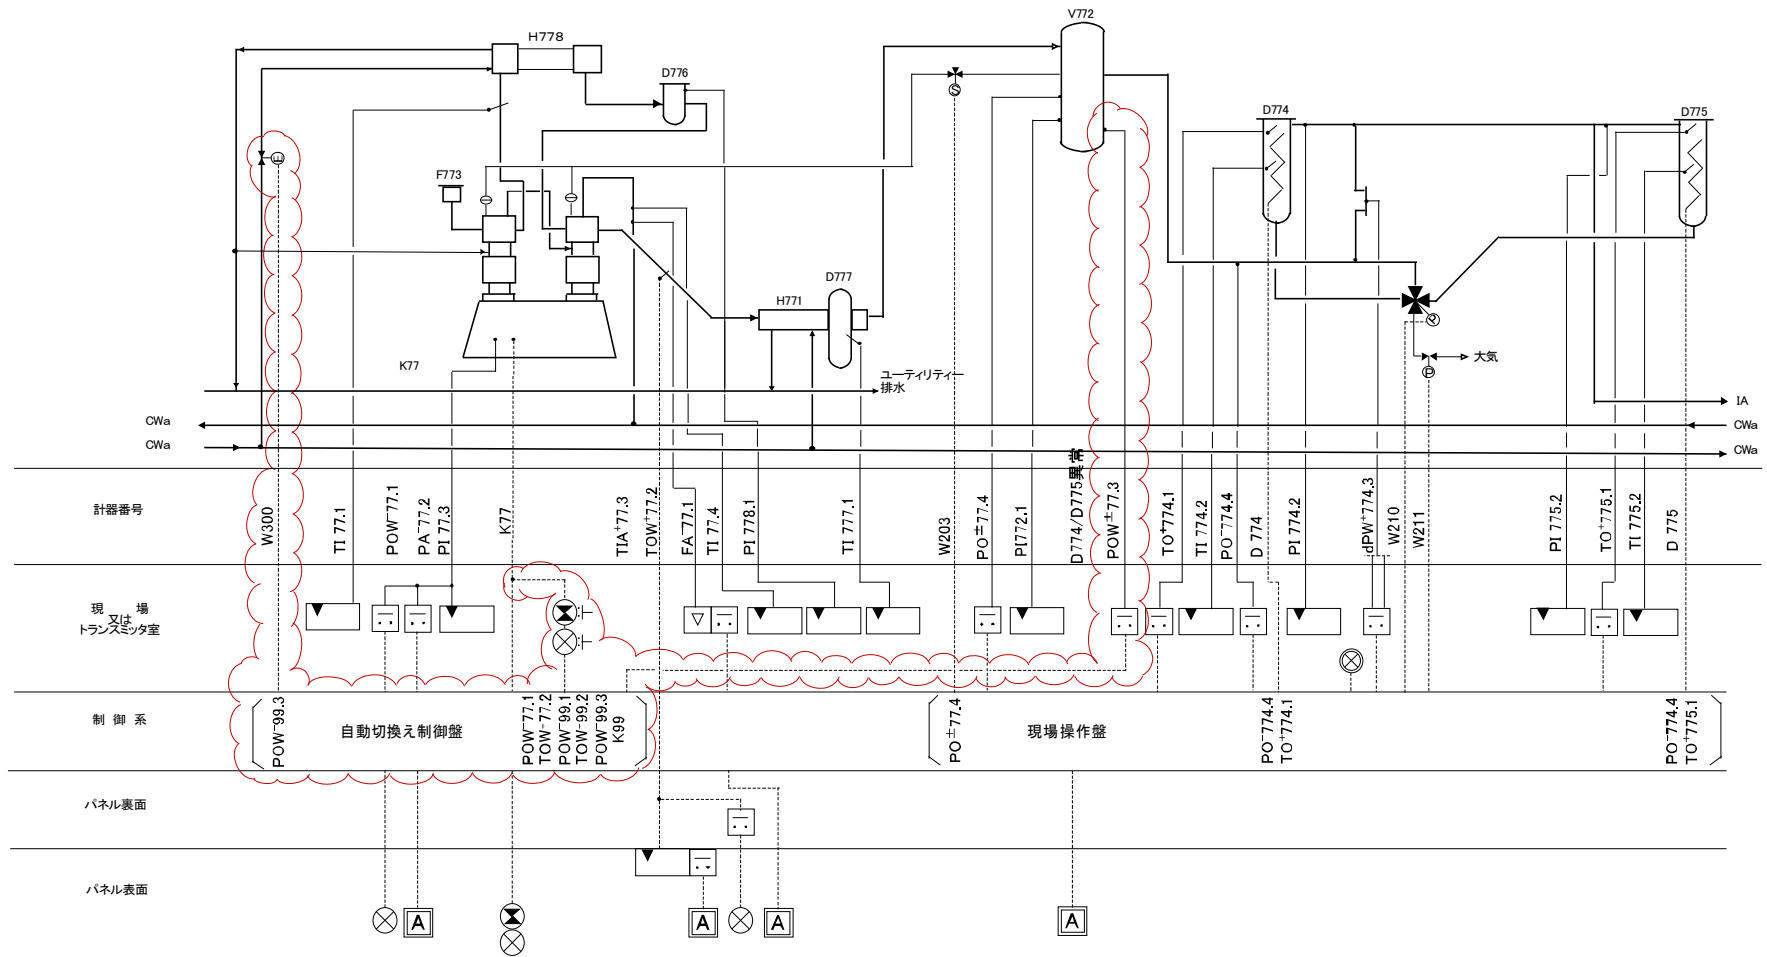 V772
H778
D776
D774
D775
F773
D777
H771
K77
大気
ユーティリティー
排水
IA
CWa
CWa
CWa
CWa
計器番号
W300
TI 77.1
POW⁻77.1
PA⁻77.2
PI 77.3
K77
TIA⁺77.3
TOW⁺77.2
FA⁻77.1
TI 77.4
PI 778.1
TI 777.1
W203
PO±77.4
PI772.1
D774/D775異常
POW±77.3
TO⁺774.1
TI 774.2
PO⁻774.4
D 774
PI 774.2
dPW⁺774.3
W210
W211
PI 775.2
TO⁺775.1
TI 775.2
D 775
現 場
又は
トランスミッタ室
制 御 系
POW⁻99.3
自動切換え制御盤
POW⁻77.1
TOW⁻77.2
POW⁻99.1
TOW⁻99.2
POW⁻99.3
K99
PO±77.4
現場操作盤
PO⁻774.4
TO⁺774.1
PO⁻774.4
TO⁺775.1
パネル裏面
パネル表面
A
A
A
A